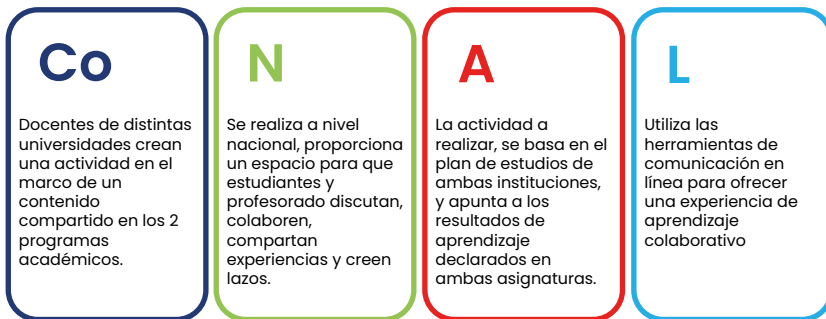 Co
Docentes de distintas
universidades crean
una actividad en el
marco de un
contenido
compartido en los 2
programas
académicos.
N
Se realiza a nivel
nacional, proporciona
un espacio para que
estudiantes y
profesorado discutan,
colaboren,
compartan
experiencias y creen
lazos.
A
La actividad a
realizar, se basa en el
plan de estudios de
ambas instituciones,
y apunta a los
resultados de
aprendizaje
declarados en
ambas asignaturas.
L
Utiliza las
herramientas de
comunicación en
línea para ofrecer
una experiencia de
aprendizaje
colaborativo